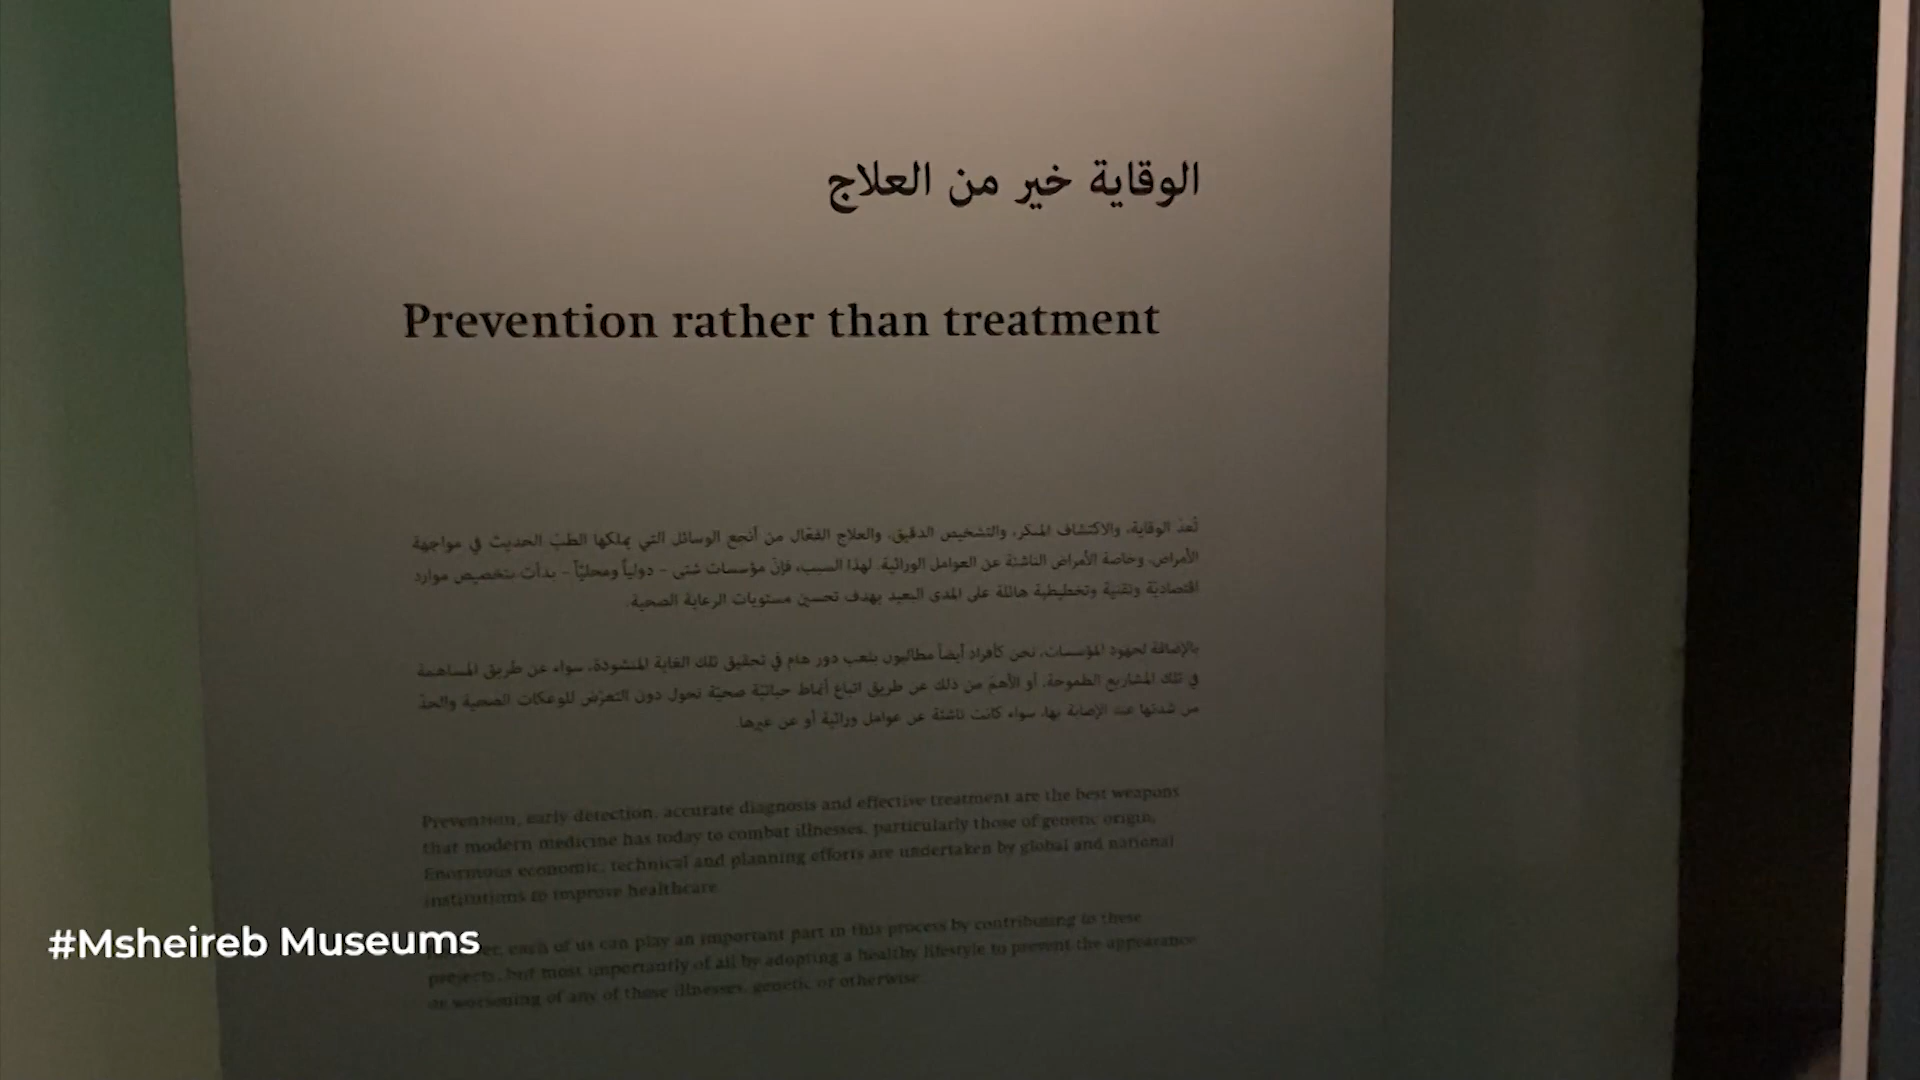 الوقاية خير من العلاج
Prevention rather than treatment
تُعدّ الوقاية، والاكتشاف المبكر، والتشخيص الدقيق، والعلاج الفعّال من أنجع الوسائل التي يملكها الطبّ الحديث في مواجهة
الأمراض، وخاصة الأمراض الناشئة عن العوامل الوراثية. لهذا السبب، فإنّ مؤسسات شتى – دولياً ومحليّاً – بدأت بتخصيص موارد
اقتصاديّة وتقنية وتخطيطية هائلة على المدى البعيد بهدف تحسين مستويات الرعاية الصحية.
بالإضافة لجهود المؤسسات، نحن كأفراد أيضاً مطالبون بلعب دور هام في تحقيق تلك الغاية المنشودة، سواء عن طريق المساهمة
في تلك المشاريع الطموحة، أو الأهمّ من ذلك عن طريق اتباع أنماط حياتيّة صحيّة تحول دون التعرّض للوعكات الصحية والحدّ
من شدتها عند الإصابة بها، سواء كانت ناشئة عن عوامل وراثية أو عن غيرها.
Prevention, early detection, accurate diagnosis and effective treatment are the best weapons
that modern medicine has today to combat illnesses, particularly those of genetic origin.
Enormous economic, technical and planning efforts are undertaken by global and national
institutions to improve healthcare.
each of us can play an important part in this process by contributing to these
projects, but most importantly of all by adopting a healthy lifestyle to prevent the appearance
or worsening of any of those illnesses, genetic or otherwise.
#Msheireb Museums